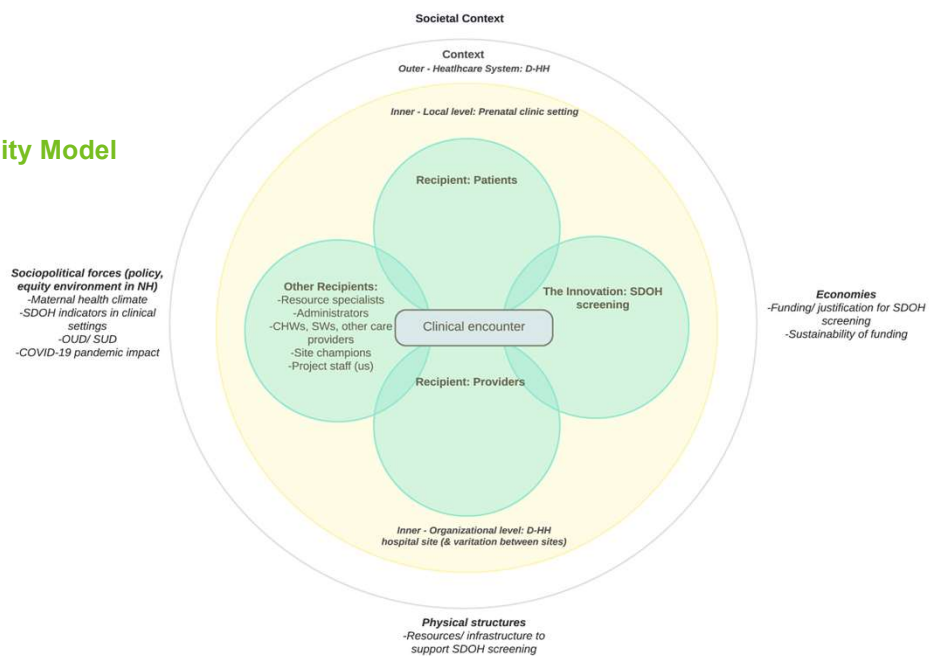 Societal Context
Context
Outer - Heatlhcare System: D-HH
Inner - Local level: Prenatal clinic setting
ity Model
Recipient: Patients
Sociopolitical forces (policy,
equity environment in NH)
-Maternal health climate
-SDOH indicators in clinical
settings
-OUD/ SUD
-COVID-19 pandemic impact
Other Recipients:
-Resource specialists
-Administrators
-CHWs, SWs, other care
providers
-Site champions
-Project staff (us)
Clinical encounter
The Innovation: SDOH
screening
Economies
-Funding/ justification for SDOH
screening
-Sustainability of funding
Recipient: Providers
Inner - Organizational level: D-HH
hospital site (& varitation between sites)
Physical structures
-Resources/ infrastructure to
support SDOH screening